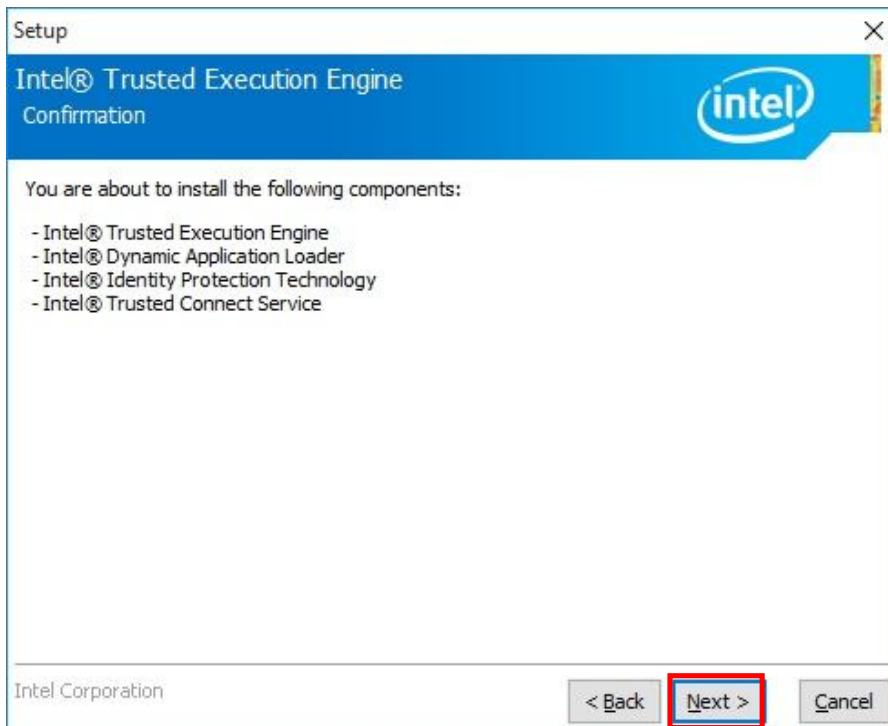 Setup
Intel® Trusted Execution Engine
Confirmation
intel
You are about to install the following components:
- Intel® Trusted Execution Engine
- Intel® Dynamic Application Loader
- Intel® Identity Protection Technology
- Intel® Trusted Connect Service
Intel Corporation
< Back Next > Cancel